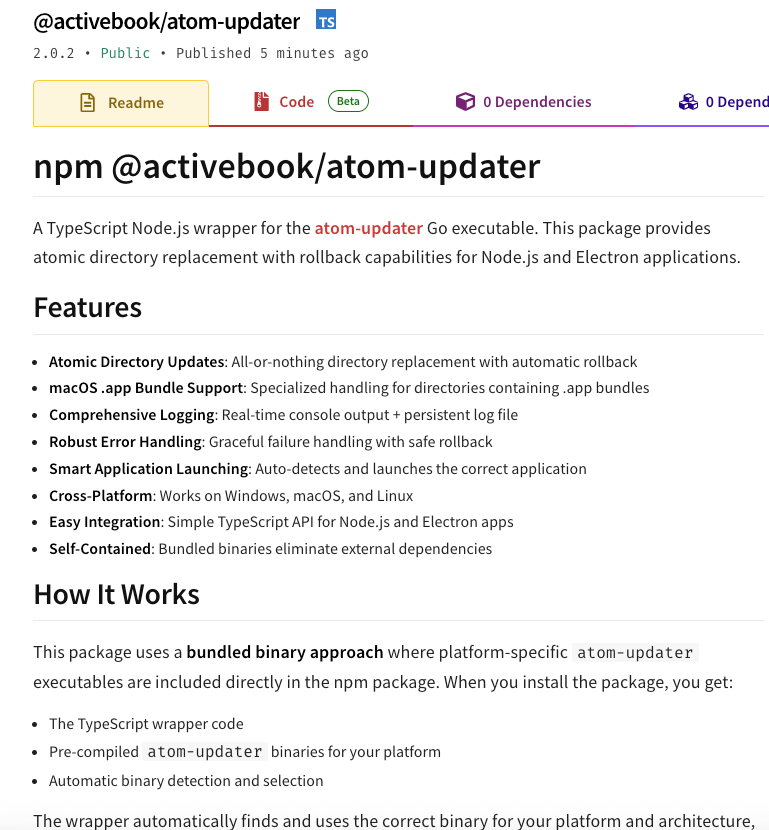 @activebook/atom-updater TS
2.0.2 • Public • Published 5 minutes ago
Readme Code Beta 0 Dependencies 0 Depend
npm @activebook/atom-updater
A TypeScript Node.js wrapper for the atom-updater Go executable. This package provides
atomic directory replacement with rollback capabilities for Node.js and Electron applications.
Features
• Atomic Directory Updates: All-or-nothing directory replacement with automatic rollback
• macOS .app Bundle Support: Specialized handling for directories containing .app bundles
• Comprehensive Logging: Real-time console output + persistent log file
• Robust Error Handling: Graceful failure handling with safe rollback
• Smart Application Launching: Auto-detects and launches the correct application
• Cross-Platform: Works on Windows, macOS, and Linux
• Easy Integration: Simple TypeScript API for Node.js and Electron apps
• Self-Contained: Bundled binaries eliminate external dependencies
How It Works
This package uses a bundled binary approach where platform-specific atom-updater
executables are included directly in the npm package. When you install the package, you get:
• The TypeScript wrapper code
• Pre-compiled atom-updater binaries for your platform
• Automatic binary detection and selection
The wrapper automatically finds and uses the correct binary for your platform and architecture,